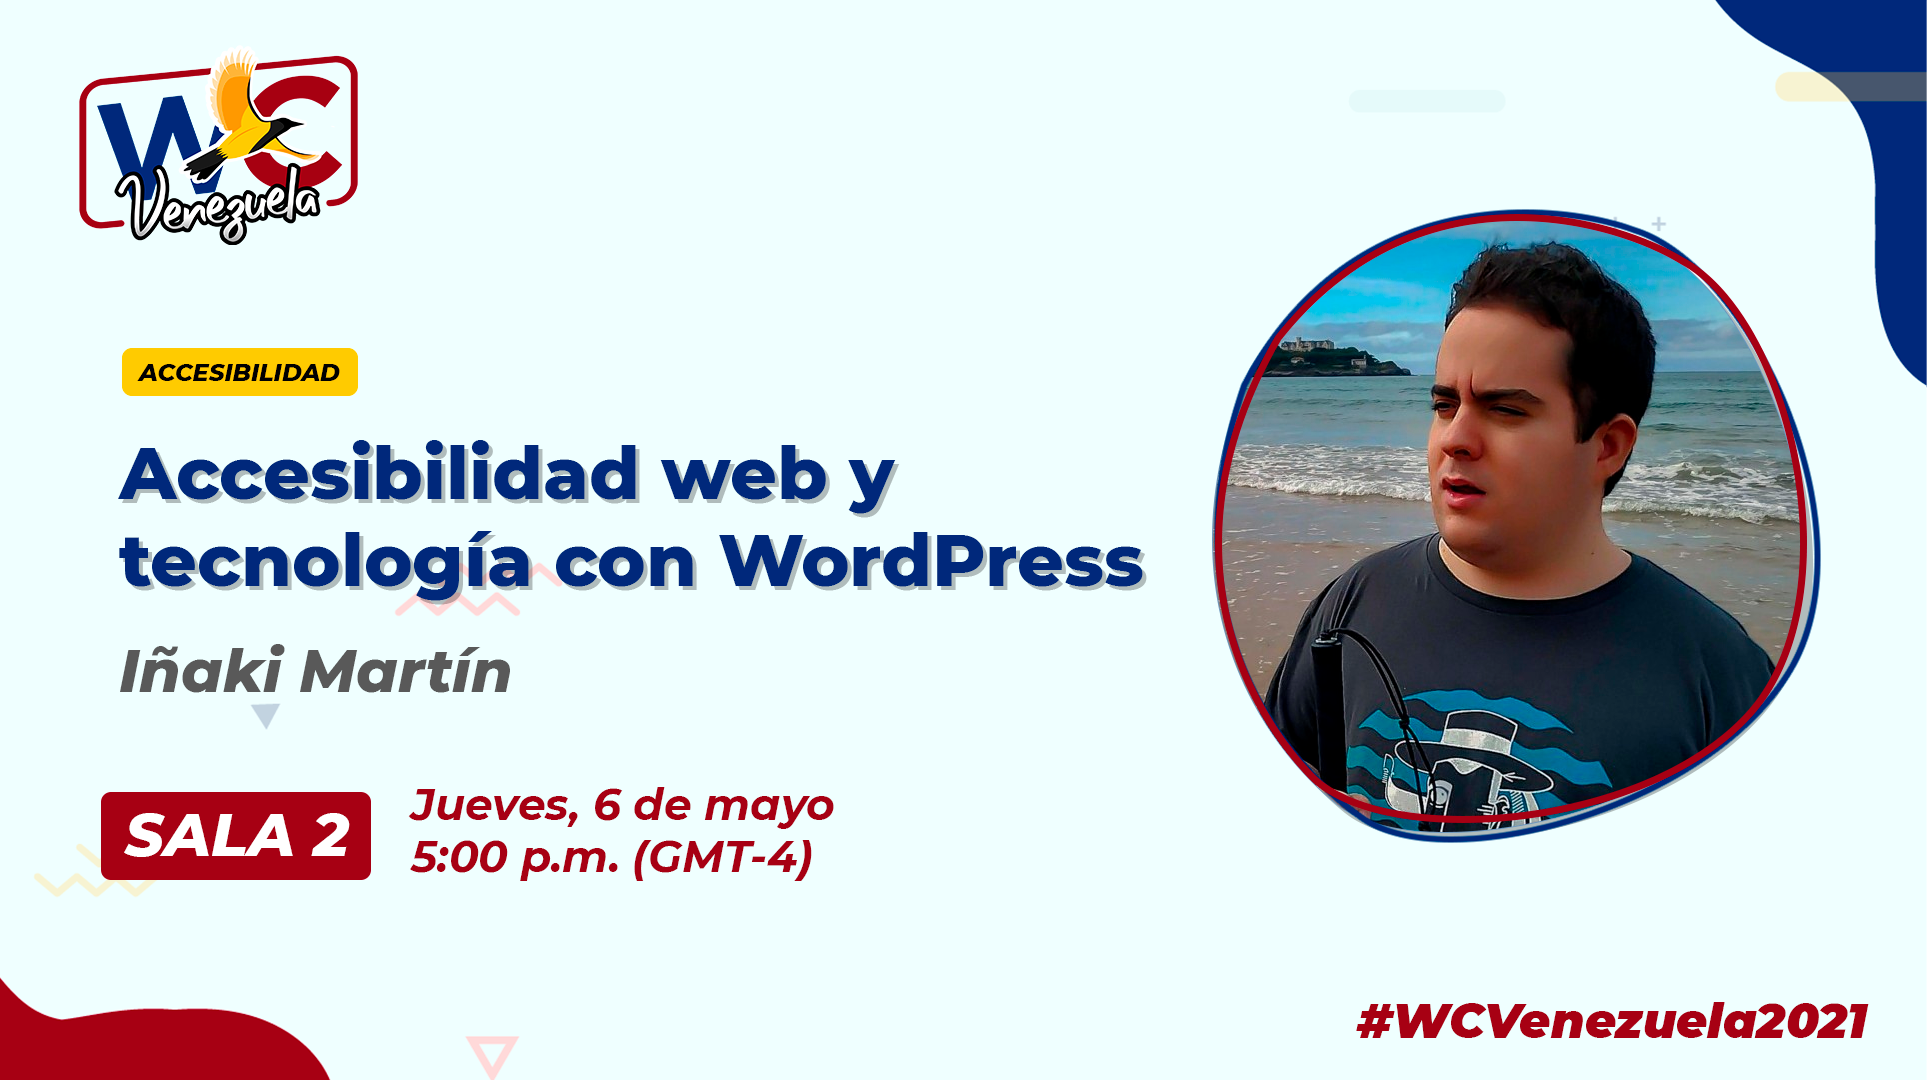 WC
Venezuela
ACCESIBILIDAD
Accesibilidad web y
tecnología con WordPress
Iñaki Martín
SALA 2
Jueves, 6 de mayo
5:00 p.m. (GMT-4)
#WCVenezuela2021